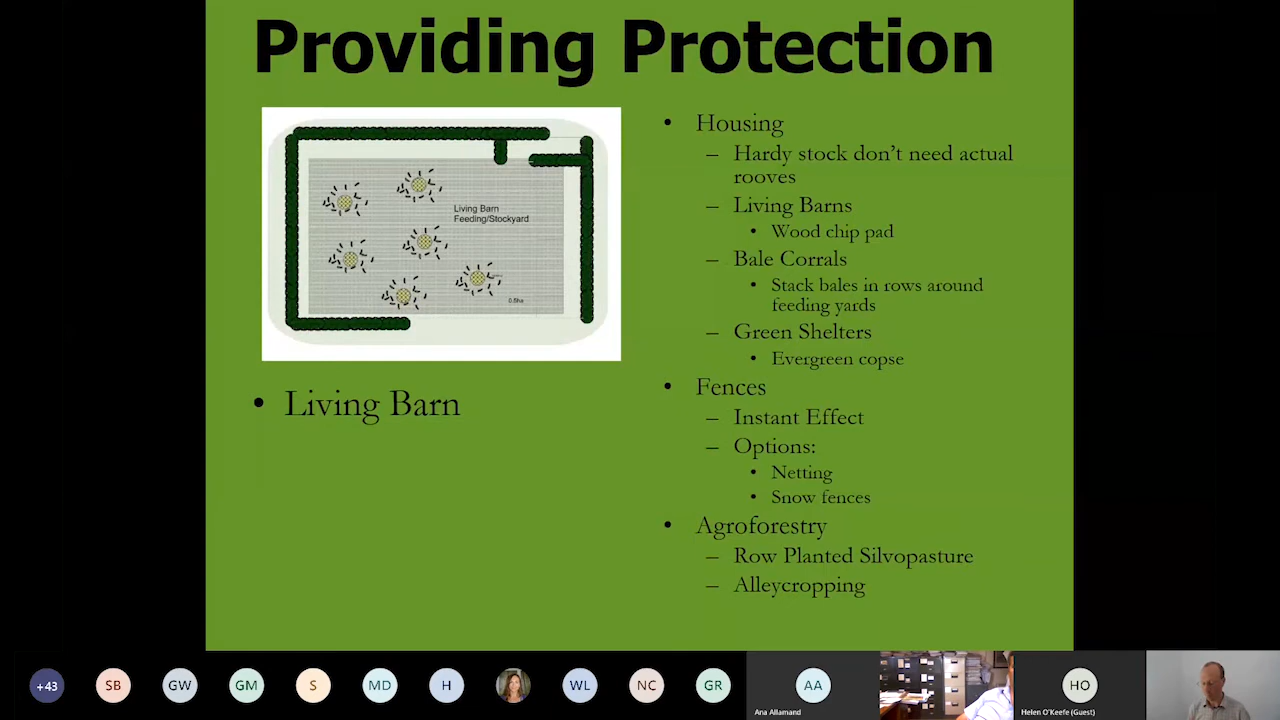 Providing Protection
Living Barn
Feeding/Stockyard
0.5ha
• Living Barn
• Housing
– Hardy stock don't need actual
rooves
– Living Barns
• Wood chip pad
– Bale Corrals
• Stack bales in rows around
feeding yards
– Green Shelters
• Evergreen copse
• Fences
– Instant Effect
– Options:
• Netting
• Snow fences
• Agroforestry
– Row Planted Silvopasture
– Alleycropping
+43
SB
GW
GM
S
MD
H
WL
NC
GR
AA
Ana Allamand
HO
Helen O'Keefe (Guest)